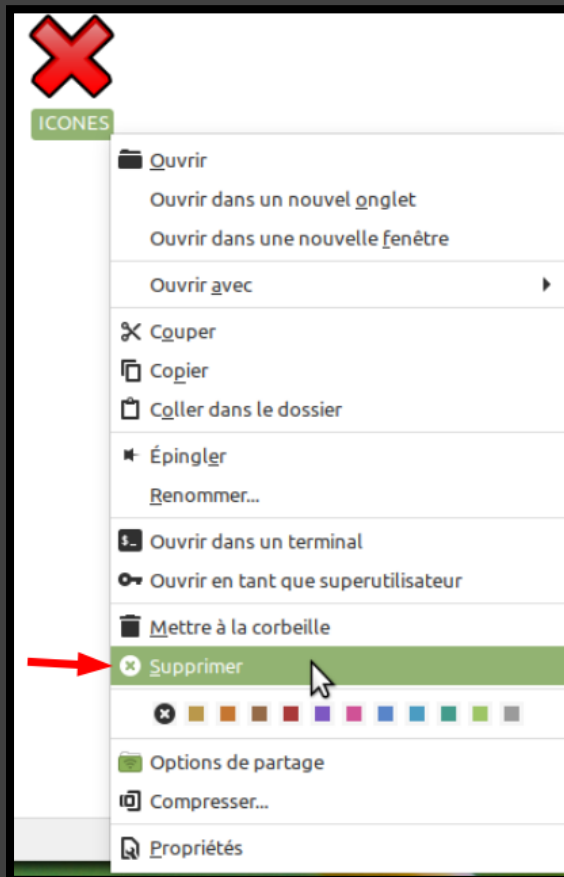 ICONES
Ouvrir
Ouvrir dans un nouvel onglet
Ouvrir dans une nouvelle fenêtre
Ouvrir avec
Couper
Copier
Coller dans le dossier
Épingler
Renommer...
$_ Ouvrir dans un terminal
Ouvrir en tant que superutilisateur
Mettre à la corbeille
Supprimer
Options de partage
Compresser...
Propriétés